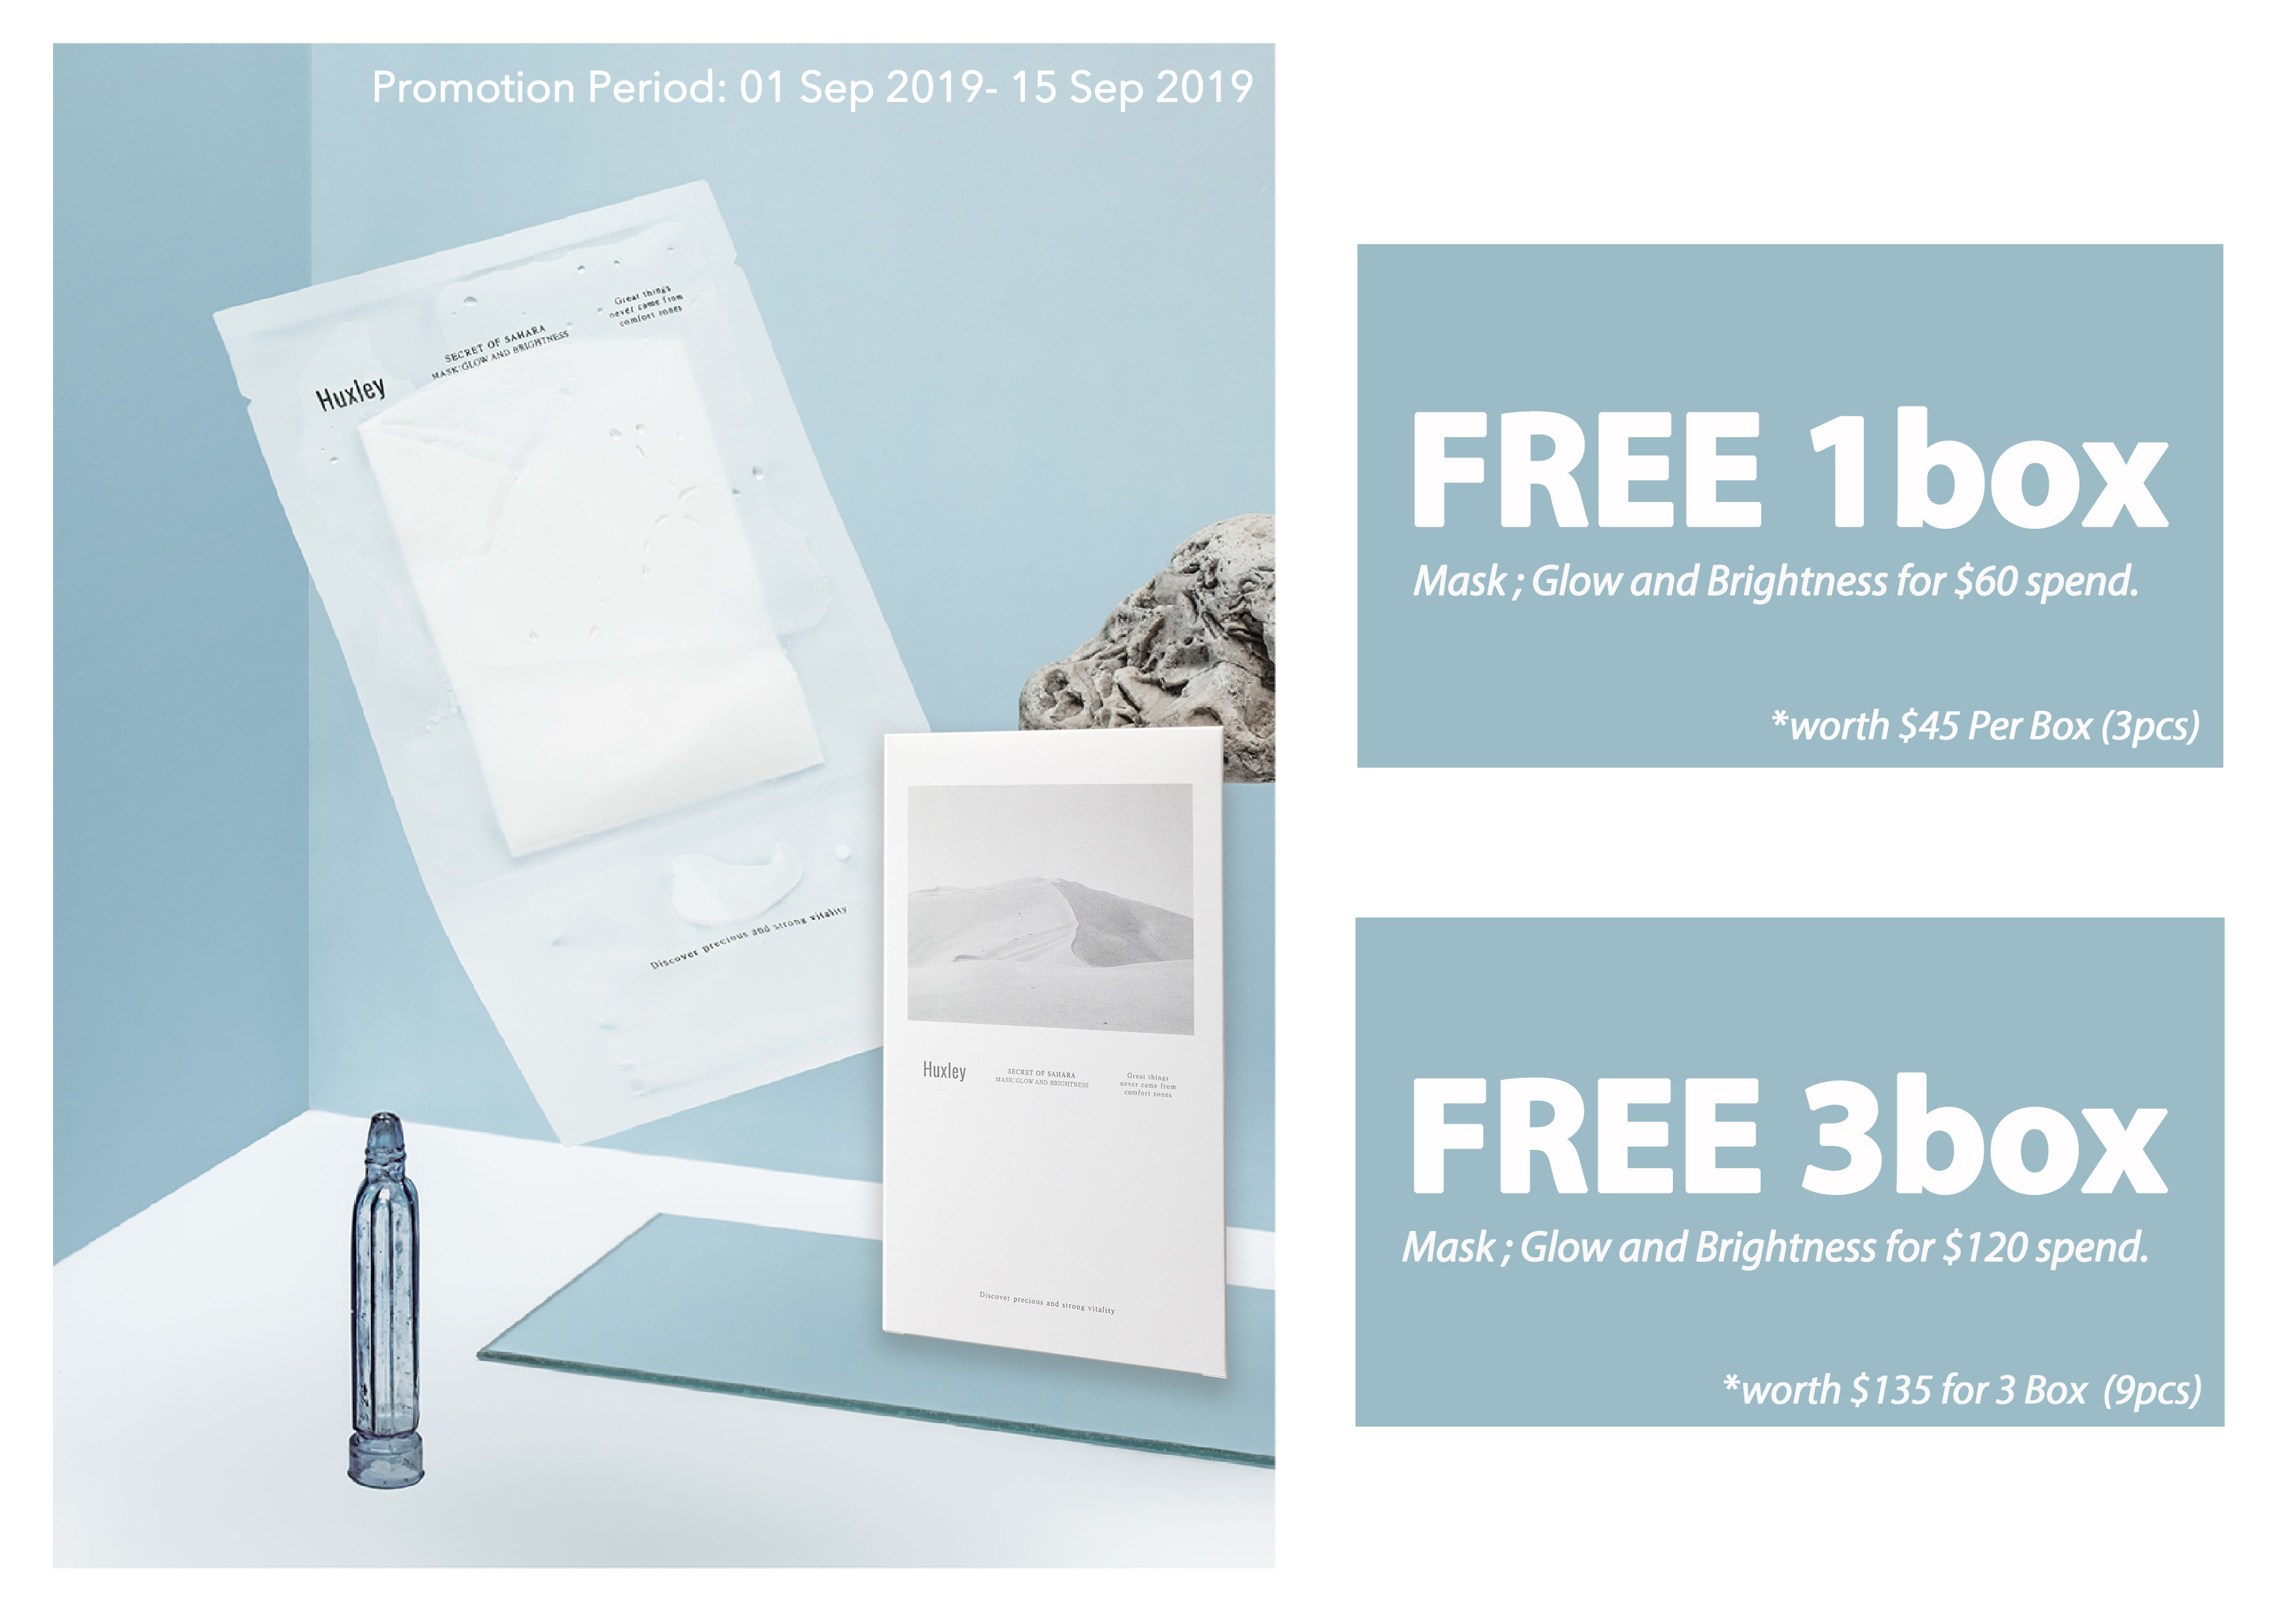 Promotion Period: 01 Sep 2019- 15 Sep 2019
Great things
never came from
comfort zones
SECRET OF SAHARA
MASK:GLOW AND BRIGHTNESS
Huxley
Discover precious and strong vitality
Huxley
SECRET OF SAHARA
MASK:GLOW AND BRIGHTNESS
Great things
never came from
comfort zones
Discover precious and strong vitality
FREE 1box
Mask ; Glow and Brightness for $60 spend.
*worth $45 Per Box (3pcs)
FREE 3box
Mask ; Glow and Brightness for $120 spend.
*worth $135 for 3 Box (9pcs)